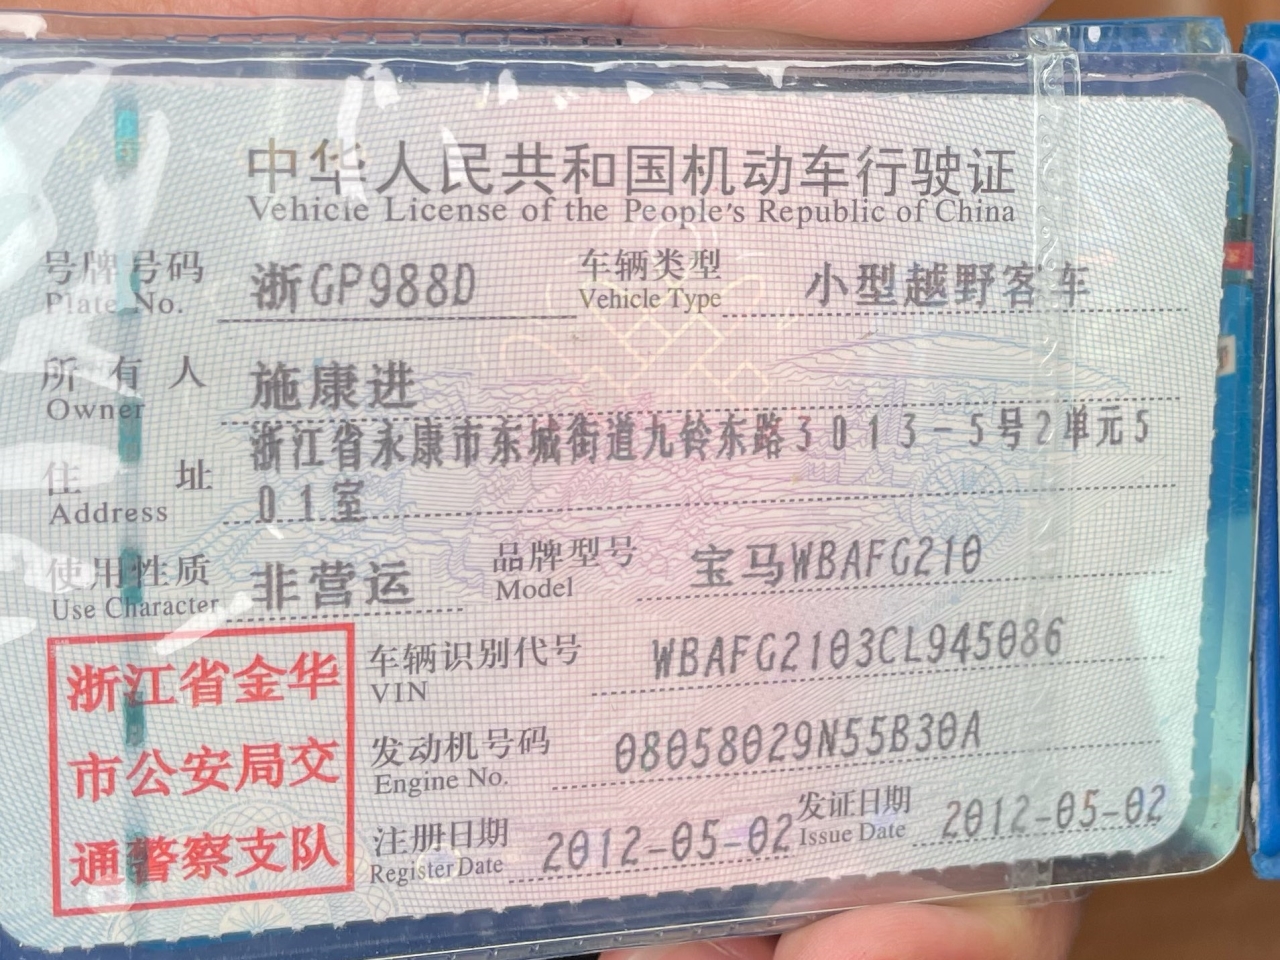 中华人民共和国机动车行驶证
Vehicle License of the People's Republic of China
号牌号码 浙GP988D 车辆类型 小型越野客车
Plate No. Vehicle Type
所有人 施康进
Owner
住址 浙江省永康市东城街道九铃东路3013-5号2单元5
Address 01室
使用性质 非营运 品牌型号 宝马WBAFG210
Use Character Model
浙江省金华
市公安局交
通警察支队
车辆识别代号 WBAFG2103CL945086
VIN
发动机号码 08058029N55B30A
Engine No.
注册日期 2012-05-02 发证日期 2012-05-02
Register Date Issue Date